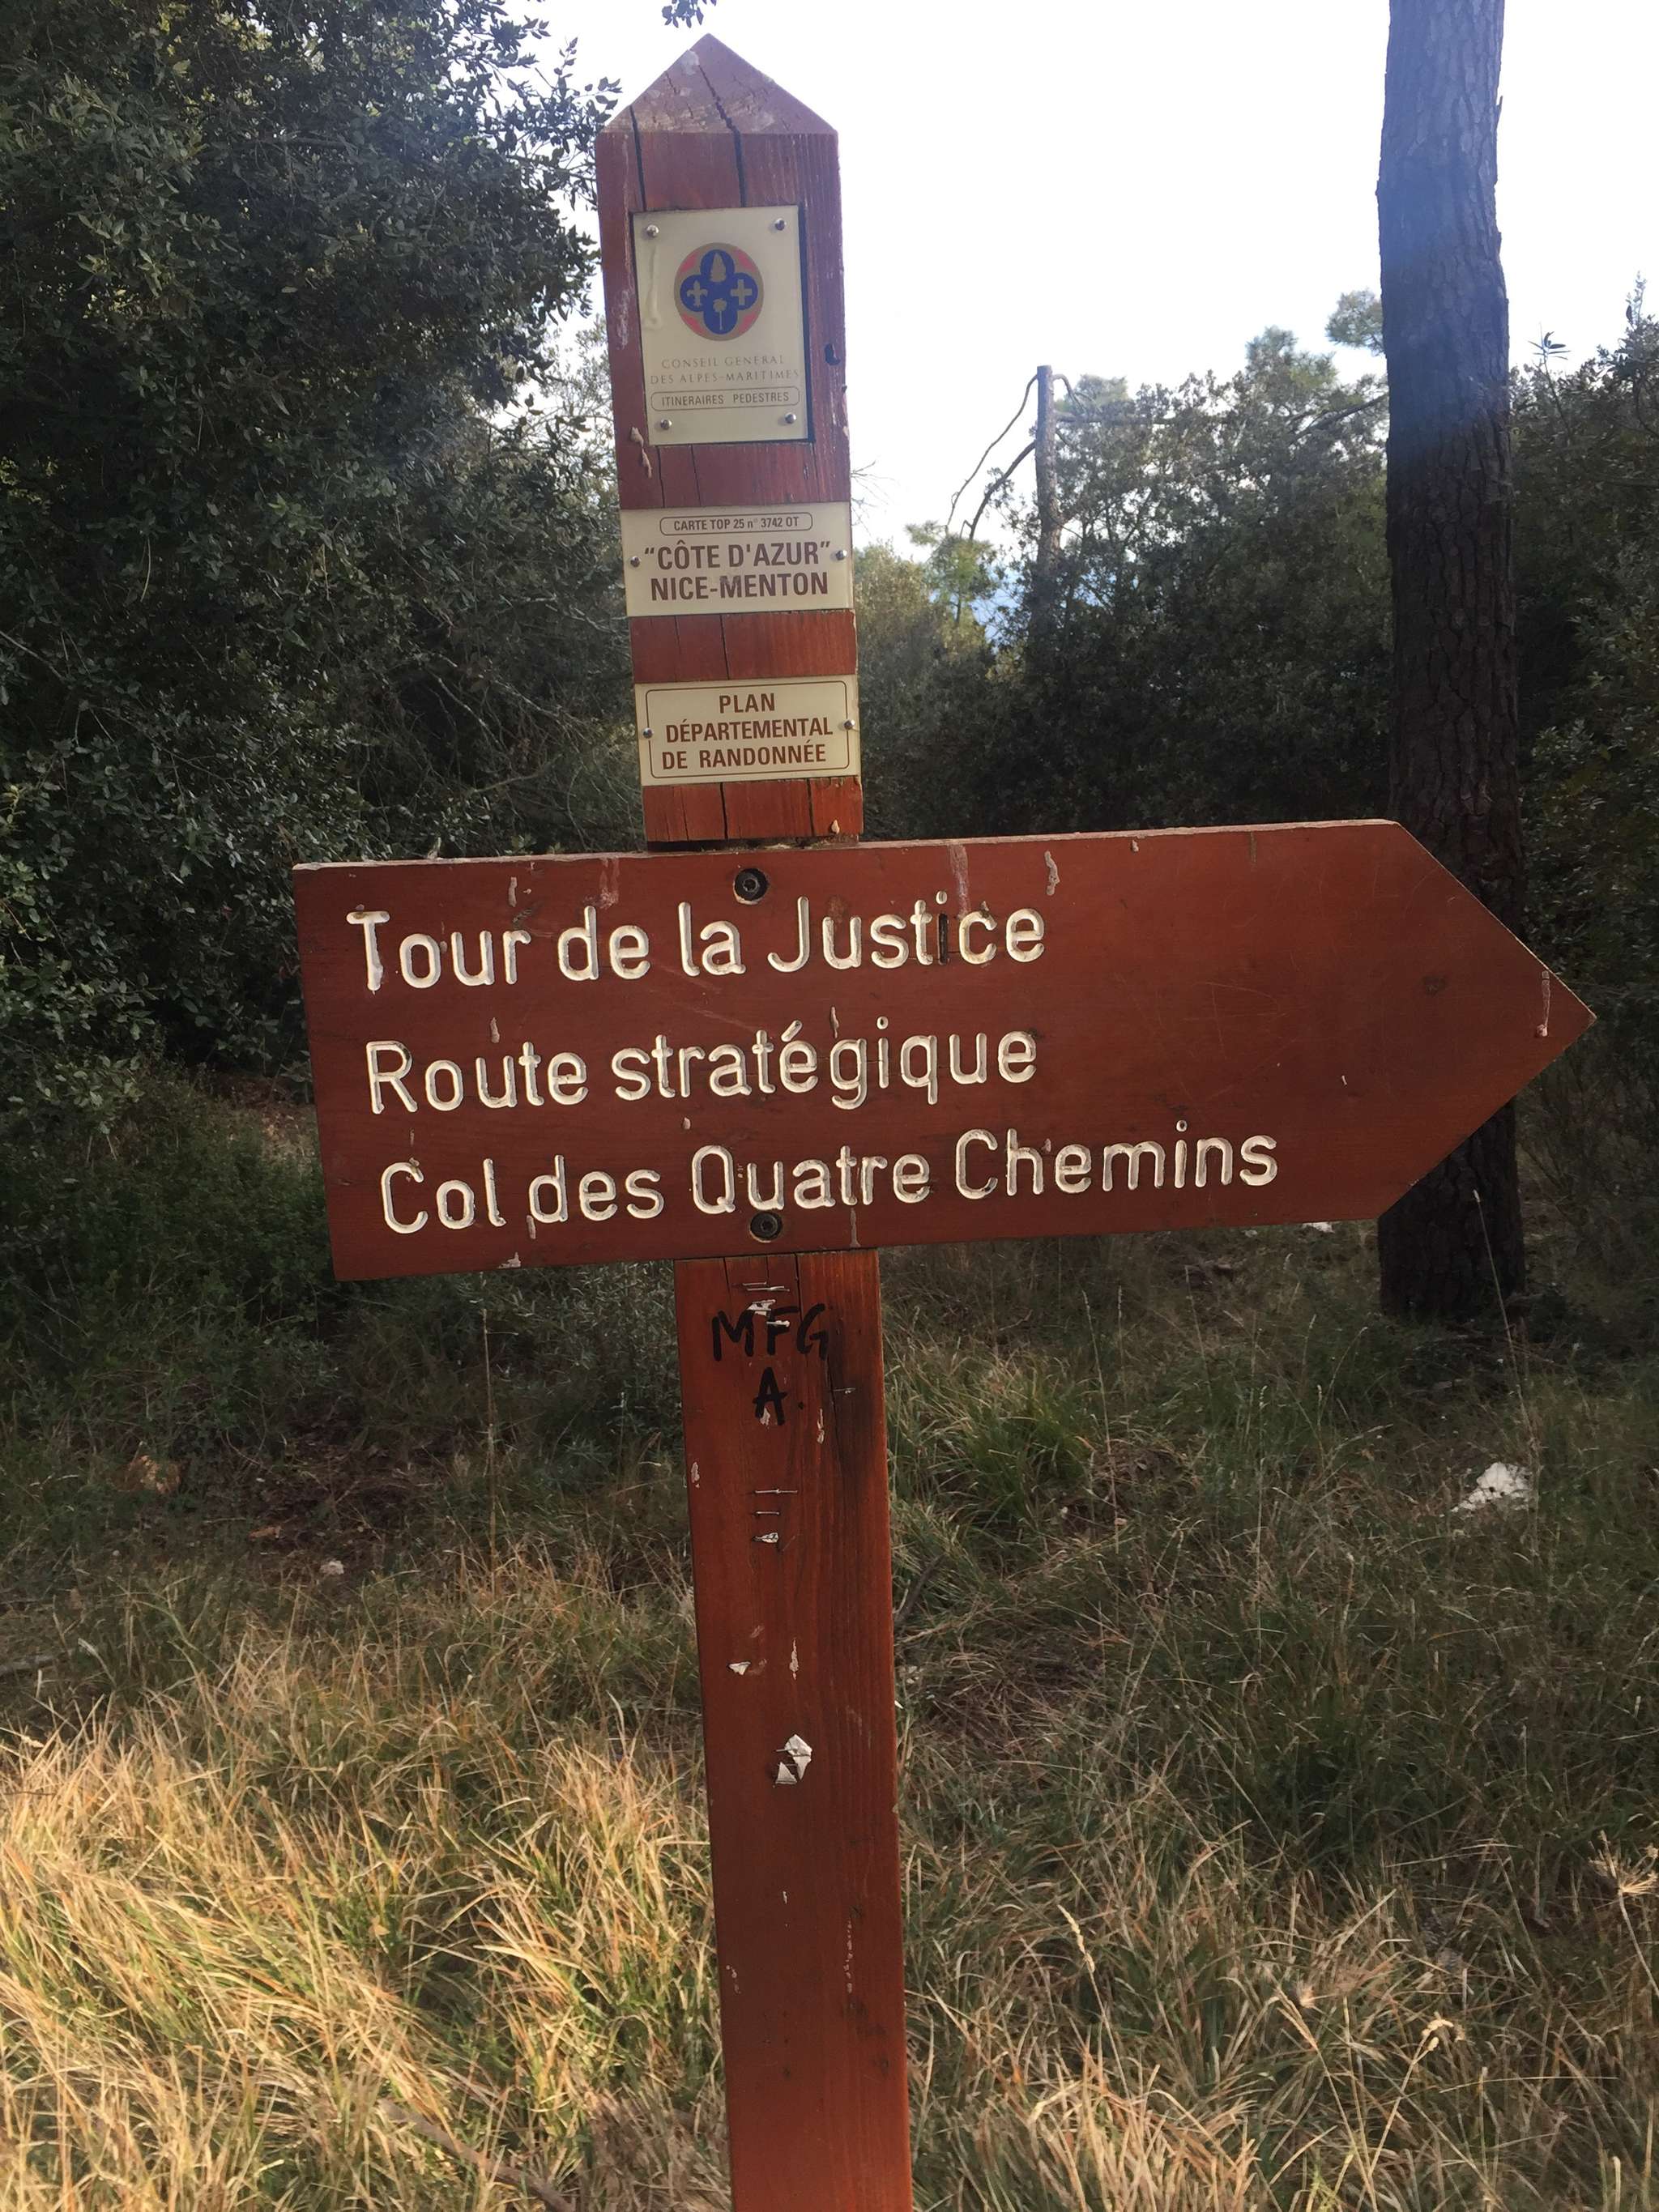 CONSEIL GENERAL
DES ALPES-MARITIMES
ITINERAIRES PEDESTRES
CARTE TOP 25 n° 3742 OT
"CÔTE D'AZUR"
NICE-MENTON
PLAN
DÉPARTEMENTAL
DE RANDONNÉE
Tour de la Justice
Route stratégique
Col des Quatre Chemins
MFG
A.